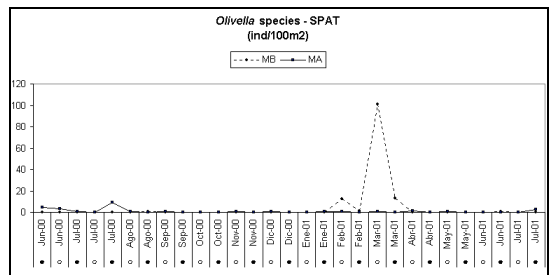 Olivella species - SPAT
(ind/100m2)
MB MA
120
100
80
60
40
20
0
Jun-00
Jun-00
Jul-00
Jul-00
Jul-00
Ago-00
Ago-00
Sep-00
Sep-00
Oct-00
Oct-00
Nov-00
Nov-00
Dic-00
Dic-00
Ene-01
Ene-01
Feb-01
Feb-01
Mar-01
Mar-01
Abr-01
Abr-01
May-01
May-01
Jun-01
Jun-01
Jul-01
Jul-01